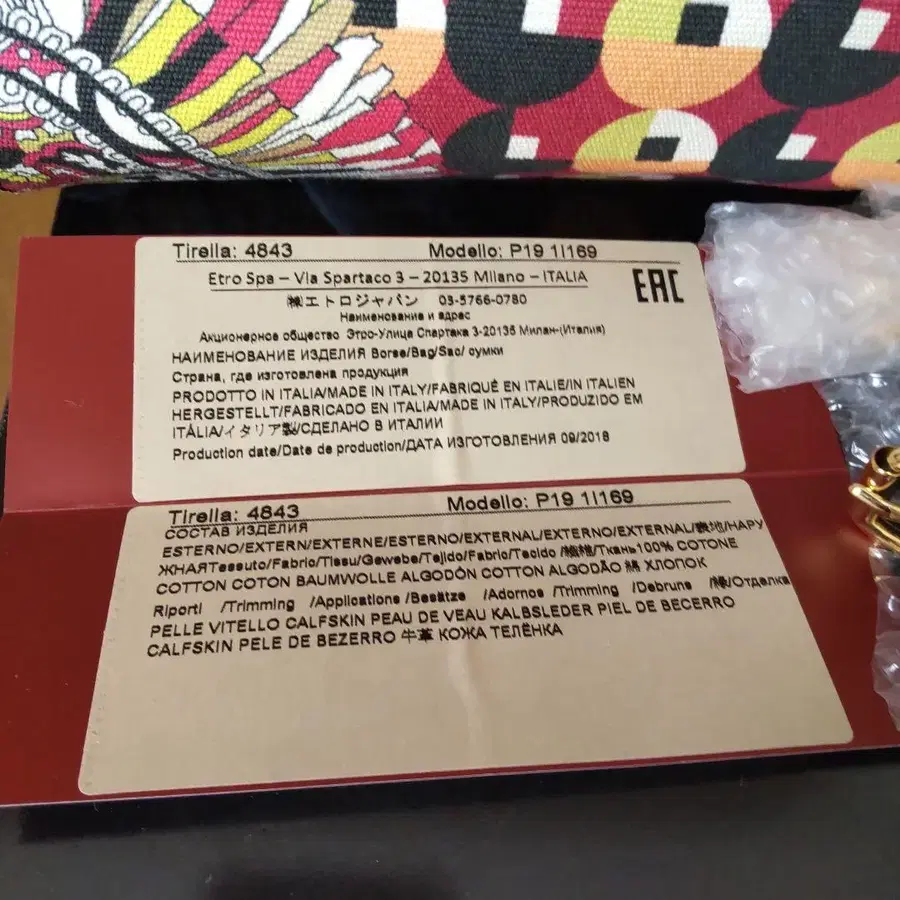 Tirella: 4843 Modello: P19 1I169
Etro Spa – Via Spartaco 3 – 20135 Milano – ITALIA
EAC
㈱エトロジャパン 03-5766-0780
Наименование и адрес
Акционерное общество Этро-Улица Спартака 3-20135 Милан-(Италия)
НАИМЕНОВАНИЕ ИЗДЕЛИЯ Borse/Bag/Sac/ сумки
Страна, где изготовлена продукция
PRODOTTO IN ITALIA/MADE IN ITALY/FABRIQUÉ EN ITALIE/IN ITALIEN
HERGESTELLT/FABRICADO EN ITALIA/MADE IN ITALY/PRODUZIDO EM
ITÁLIA/イタリア製/СДЕЛАНО В ИТАЛИИ
Production date/Date de production/ДАТА ИЗГОТОВЛЕНИЯ 09/2018
Tirella: 4843 Modello: P19 1I169
СОСТАВ ИЗДЕЛИЯ
ESTERNO/EXTERN/EXTERNE/ESTERNO/EXTERNAL/EXTERNO/EXTERNAL/表地/НАРУ
ЖНАЯTessuto/Fabric/Tissu/Gewebe/Tejido/Fabric/Tecido /繊維/Ткань100% COTONE
COTTON COTON BAUMWOLLE ALGODÓN COTTON ALGODÃO 綿 ХЛОПОК
Riporti /Trimming /Applications /Besätze /Adornos /Trimming /Debruns /縁/Отделка
PELLE VITELLO CALFSKIN PEAU DE VEAU KALBSLEDER PIEL DE BECERRO
CALFSKIN PELE DE BEZERRO 牛革 КОЖА ТЕЛЁНКА